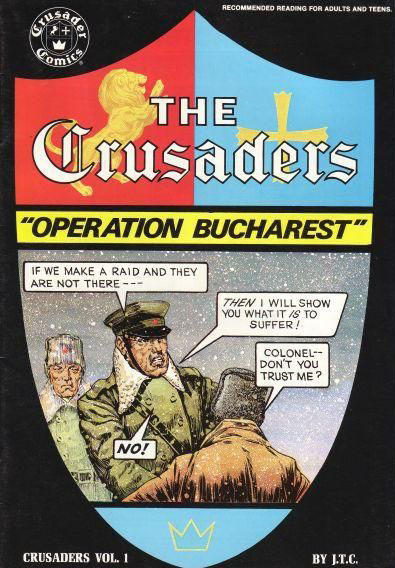 RECOMMENDED READING FOR ADULTS AND TEENS.
Crusader
Comics
THE
Crusaders
"OPERATION BUCHAREST"
IF WE MAKE A RAID AND THEY
ARE NOT THERE ---
THEN I WILL SHOW
YOU WHAT IT IS TO
SUFFER!
COLONEL--
DON'T YOU
TRUST ME?
NO!
CRUSADERS VOL. 1
BY J.T.C.